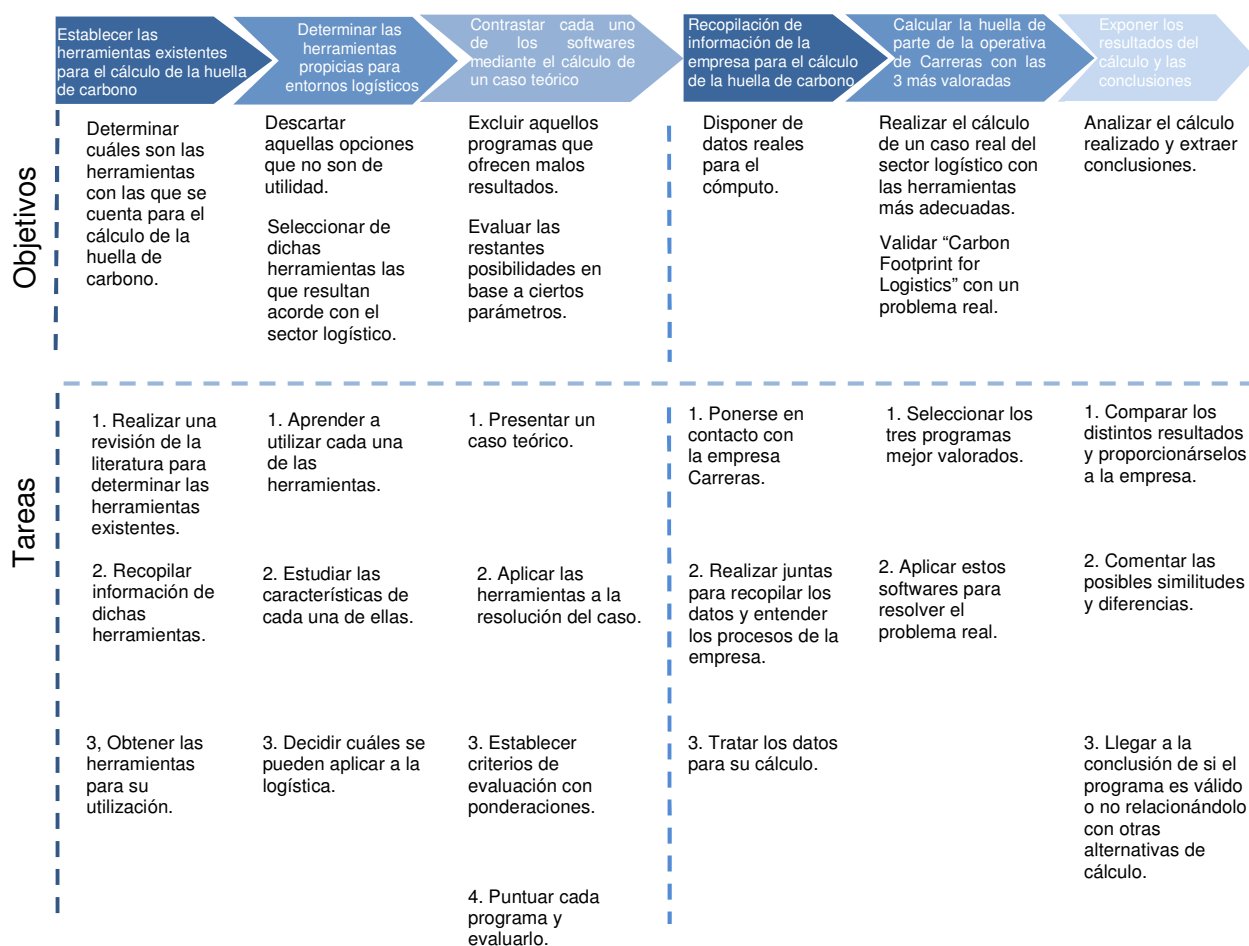 Establecer las
herramientas existentes
para el cálculo de la huella
de carbono
Determinar las
herramientas
propicias para
entornos logísticos
Contrastar cada uno
de los softwares
mediante el cálculo de
un caso teórico
Recopilación de
información de la
empresa para el cálculo
de la huella de carbono
Calcular la huella de
parte de la operativa
de Carreras con las
3 más valoradas
Exponer los
resultados del
cálculo y las
conclusiones
Objetivos
Determinar
cuáles son las
herramientas
con las que se
cuenta para el
cálculo de la
huella de
carbono.
Descartar
aquellas opciones
que no son de
utilidad.
Seleccionar de
dichas
herramientas las
que resultan
acorde con el
sector logístico.
Excluir aquellos
programas que
ofrecen malos
resultados.
Evaluar las
restantes
posibilidades en
base a ciertos
parámetros.
Disponer de
datos reales
para el
cómputo.
Realizar el cálculo
de un caso real del
sector logístico con
las herramientas
más adecuadas.
Validar “Carbon
Footprint for
Logistics” con un
problema real.
Analizar el cálculo
realizado y extraer
conclusiones.
Tareas
1. Realizar una
revisión de la
literatura para
determinar las
herramientas
existentes.
2. Recopilar
información de
dichas
herramientas.
3, Obtener las
herramientas
para su
utilización.
1. Aprender a
utilizar cada una
de las
herramientas.
2. Estudiar las
características de
cada una de ellas.
3. Decidir cuáles se
pueden aplicar a la
logística.
1. Presentar un
caso teórico.
2. Aplicar las
herramientas a la
resolución del caso.
3. Establecer
criterios de
evaluación con
ponderaciones.
4. Puntuar cada
programa y
evaluarlo.
1. Ponerse en
contacto con
la empresa
Carreras.
2. Realizar juntas
para recopilar los
datos y entender
los procesos de la
empresa.
3. Tratar los datos
para su cálculo.
1. Seleccionar los
tres programas
mejor valorados.
2. Aplicar estos
softwares para
resolver el
problema real.
1. Comparar los
distintos resultados
y proporcionárselos
a la empresa.
2. Comentar las
posibles similitudes
y diferencias.
3. Llegar a la
conclusión de si el
programa es válido
o no relacionándolo
con otras
alternativas de
cálculo.